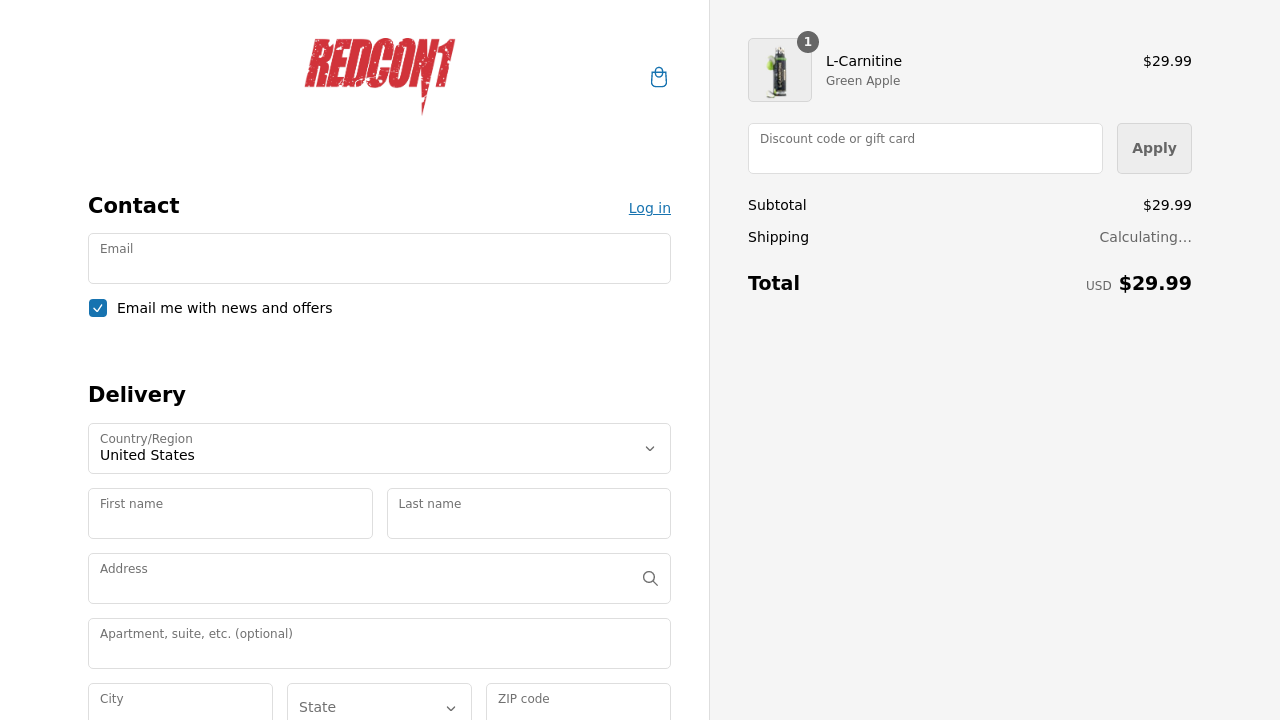 REDCON1
Contact
Log in
Email
Email me with news and offers
Delivery
Country/Region
United States
First name
Last name
Address
Apartment, suite, etc. (optional)
City
State
ZIP code
1
L-Carnitine
$29.99
Green Apple
Discount code or gift card
Apply
Subtotal
$29.99
Shipping
Calculating...
Total
USD $29.99